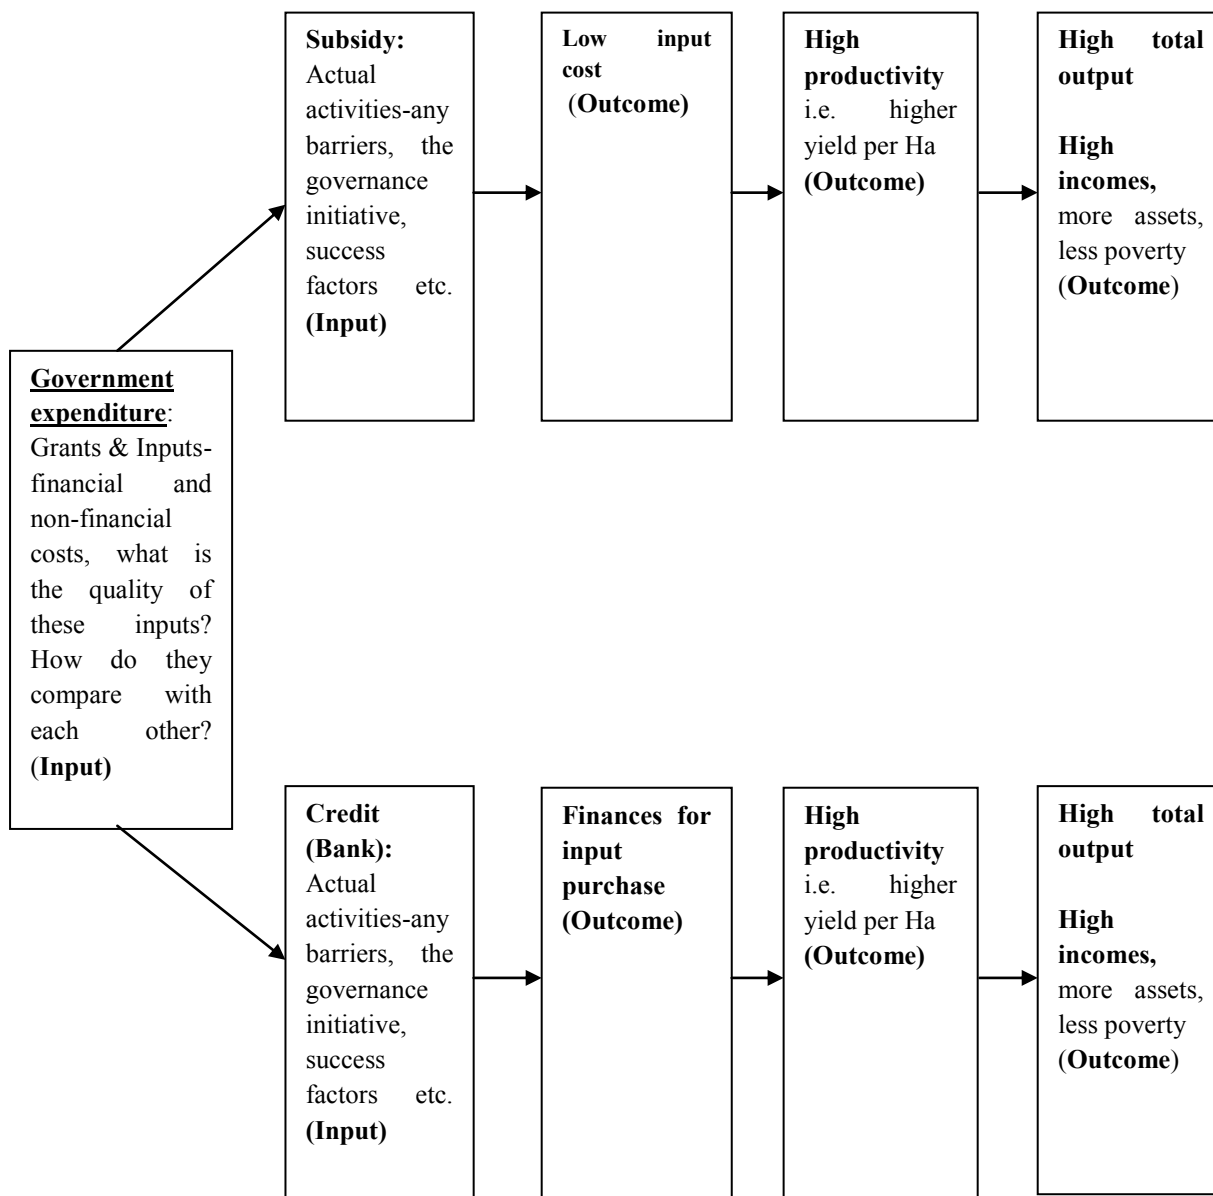 Subsidy:
Actual
activities-any
barriers, the
governance
initiative,
success
factors etc.
(Input)
Low input
cost
(Outcome)
High
productivity
i.e. higher
yield per Ha
(Outcome)
High total
output
High
incomes,
more assets,
less poverty
(Outcome)
Government
expenditure:
Grants & Inputs-
financial and
non-financial
costs, what is
the quality of
these inputs?
How do they
compare with
each other?
(Input)
Credit
(Bank):
Actual
activities-any
barriers, the
governance
initiative,
success
factors etc.
(Input)
Finances for
input
purchase
(Outcome)
High
productivity
i.e. higher
yield per Ha
(Outcome)
High total
output
High
incomes,
more assets,
less poverty
(Outcome)